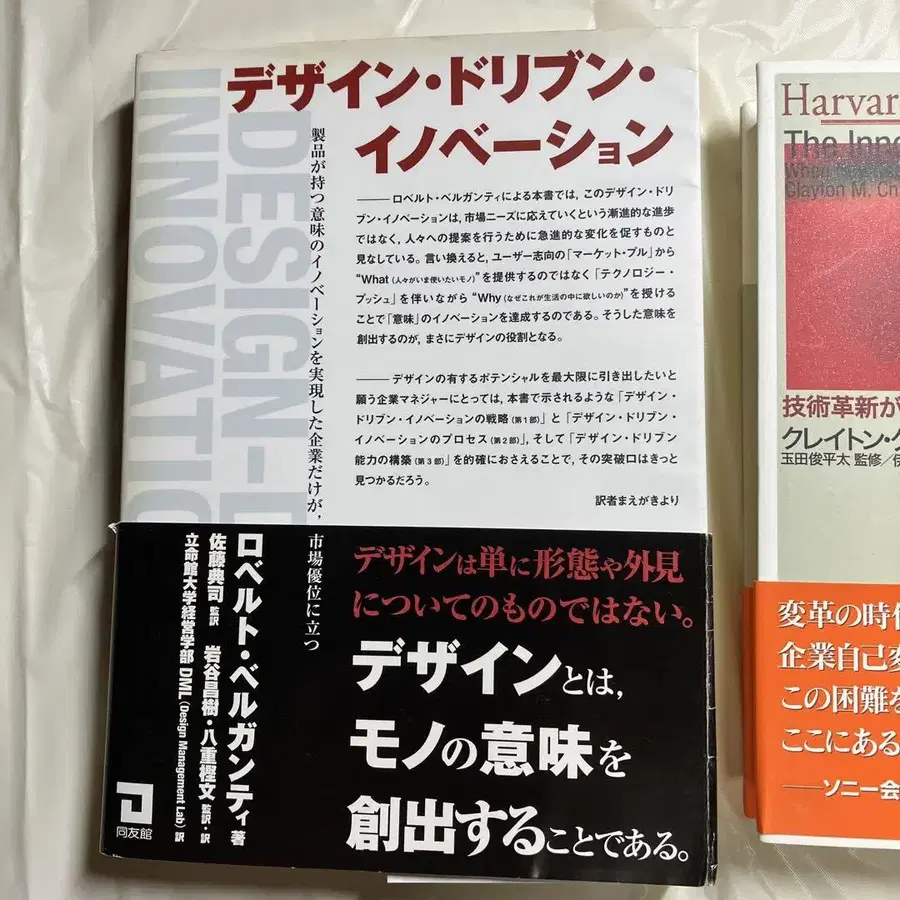 デザイン・ドリブン・
イノベーション
DESIGN-D
INNOVATIO
製品が持つ意味のイノベーションを実現した企業だけが、市場優位に立つ
――ロベルト・ベルガンティによる本書では、このデザイン・ドリ
ブン・イノベーションは、市場ニーズに応えていくという漸進的な進歩
ではなく、人々への提案を行うために急進的な変化を促すものと
見なしている。言い換えると、ユーザー志向の「マーケット・プル」から
“What（人々がいま使いたいモノ）”を提供するのではなく「テクノロジー・
プッシュ」を伴いながら“Why（なぜこれが生活の中に欲しいのか）”を授ける
ことで「意味」のイノベーションを達成するのである。そうした意味を
創出するのが、まさにデザインの役割となる。
――デザインの有するポテンシャルを最大限に引き出したいと
願う企業マネジャーにとっては、本書で示されるような「デザイン・
ドリブン・イノベーションの戦略（第1部）」と「デザイン・ドリブン・
イノベーションのプロセス（第2部）」、そして「デザイン・ドリブン
能力の構築（第3部）」を的確におさえることで、その突破口はきっと
見つかるだろう。
訳者まえがきより
デザインは単に形態や外見
についてのものではない。
デザインとは、
モノの意味を
創出することである。
ロベルト・ベルガンティ 著
佐藤典司 監訳 岩谷昌樹・八重樫文 監訳・訳
立命館大学経営学部 DML（Design Management Lab）訳
同友館
Harvar
The Inno
When New
Clayton M. Ch
技術革新が
クレイトン・ク
玉田俊平太 監修／伊
変革の時代
企業自己変
この困難を
ここにある
――ソニー会